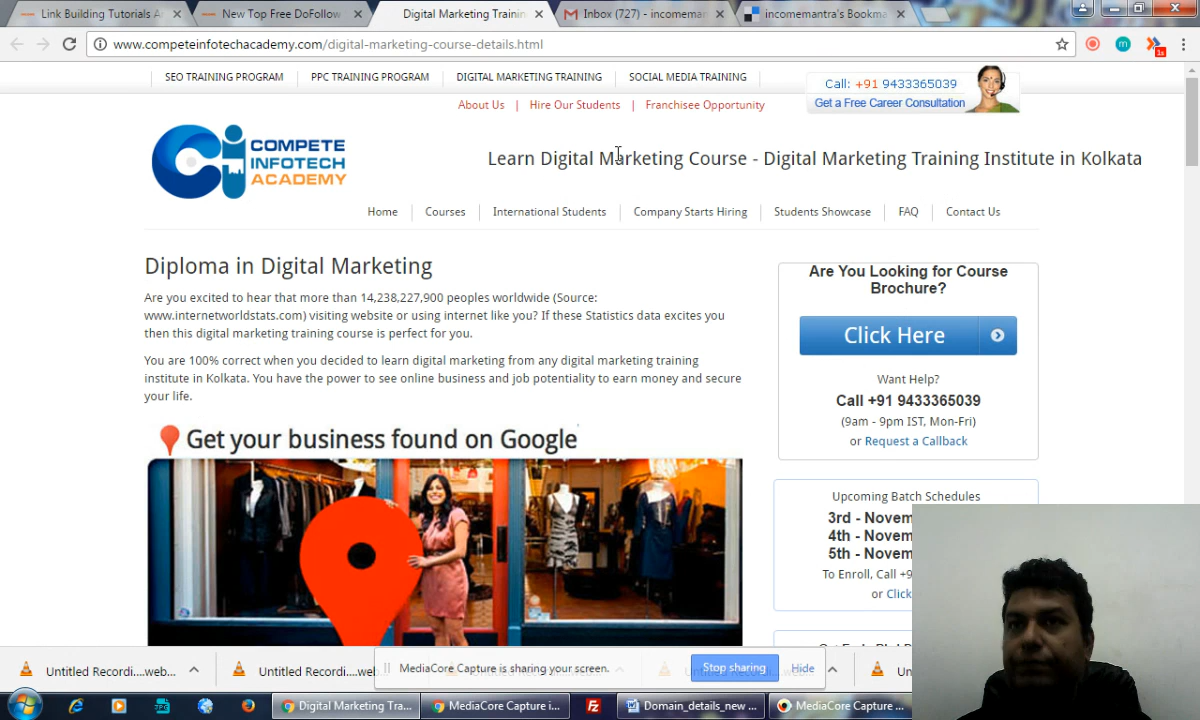 Link Building Tutorials A
New Top Free DoFollow
Digital Marketing Trainin
Inbox (727) - incomeman
incomemantra's Bookma
www.competeinfotechacademy.com/digital-marketing-course-details.html
SEO TRAINING PROGRAM
PPC TRAINING PROGRAM
DIGITAL MARKETING TRAINING
SOCIAL MEDIA TRAINING
Call: +91 9433365039
Get a Free Career Consultation
About Us | Hire Our Students | Franchisee Opportunity
COMPETE
INFOTECH
ACADEMY
Learn Digital Marketing Course - Digital Marketing Training Institute in Kolkata
Home
Courses
International Students
Company Starts Hiring
Students Showcase
FAQ
Contact Us
Diploma in Digital Marketing
Are you excited to hear that more than 14,238,227,900 peoples worldwide (Source:
www.internetworldstats.com) visiting website or using internet like you? If these Statistics data excites you
then this digital marketing training course is perfect for you.
You are 100% correct when you decided to learn digital marketing from any digital marketing training
institute in Kolkata. You have the power to see online business and job potentiality to earn money and secure
your life.
Get your business found on Google
Are You Looking for Course
Brochure?
Click Here
Want Help?
Call +91 9433365039
(9am - 9pm IST, Mon-Fri)
or Request a Callback
Upcoming Batch Schedules
3rd - Novem
4th - Novem
5th - Novem
To Enroll, Call +9
or Click
Untitled Recordi....web...
Untitled Recordi....web...
MediaCore Capture is sharing your screen.
Stop sharing
Hide
Un
Digital Marketing Tra...
MediaCore Capture i...
Domain_details_new ...
MediaCore Capture ...